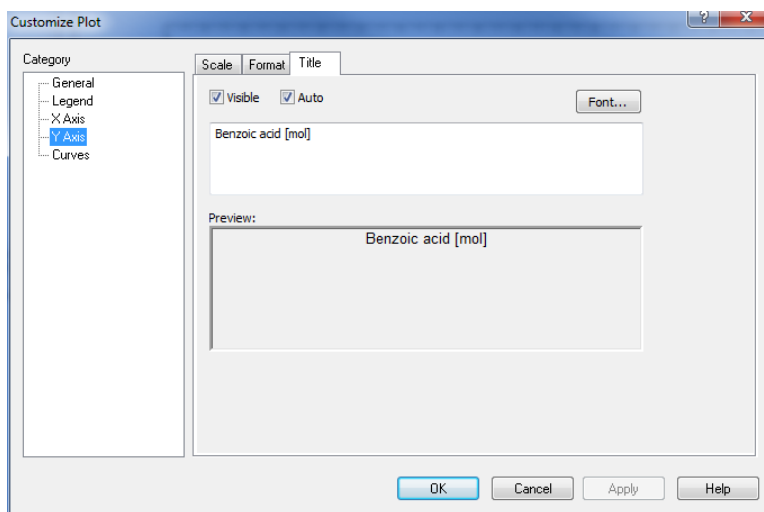 Customize Plot
? X
Category
General
Legend
X Axis
Y Axis
Curves
Scale Format Title
Visible Auto Font...
Benzoic acid [mol]
Preview:
Benzoic acid [mol]
OK Cancel Apply Help